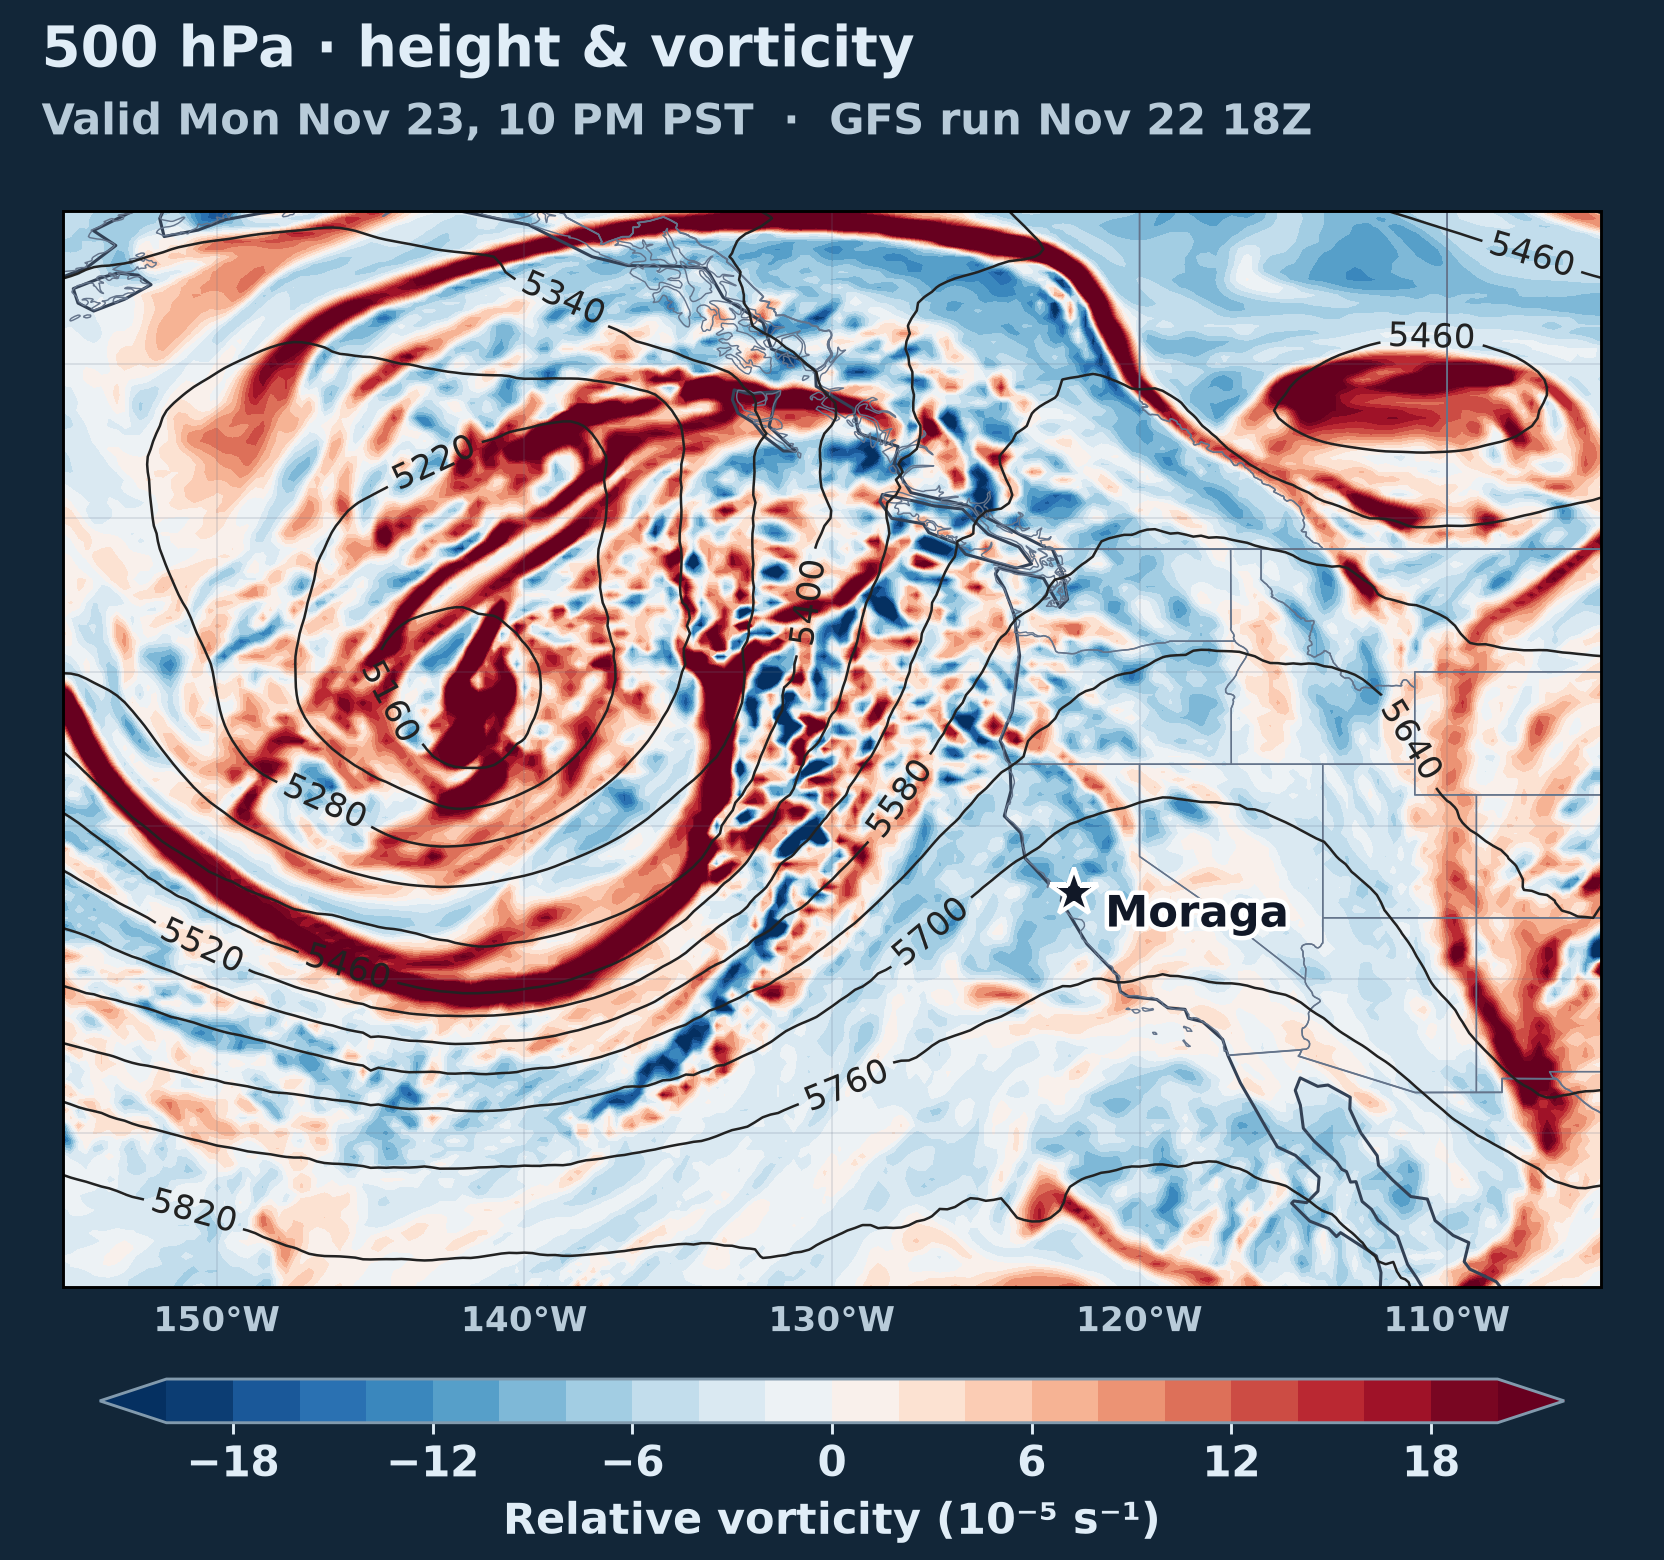 500 hPa · height & vorticity
Valid Mon Nov 23, 10 PM PST · GFS run Nov 22 18Z
5460
5340
5460
5220
5400
5160
5640
5280
5580
5700
Moraga
5520
5460
5760
5820
150°W 140°W 130°W 120°W 110°W
−18 −12 −6 0 6 12 18
Relative vorticity (10⁻⁵ s⁻¹)